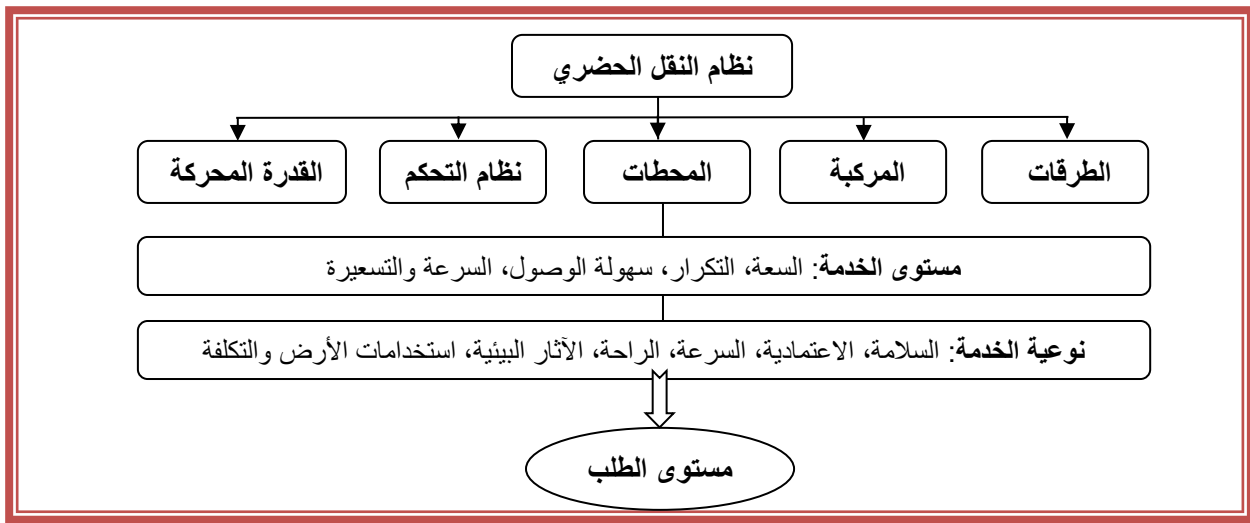 نظام النقل الحضري
الطرقات
المركبة
المحطات
نظام التحكم
القدرة المحركة
مستوى الخدمة: السعة، التكرار، سهولة الوصول، السرعة والتسعيرة
نوعية الخدمة: السلامة، الاعتمادية، السرعة، الراحة، الآثار البيئية، استخدامات الأرض والتكلفة
مستوى الطلب